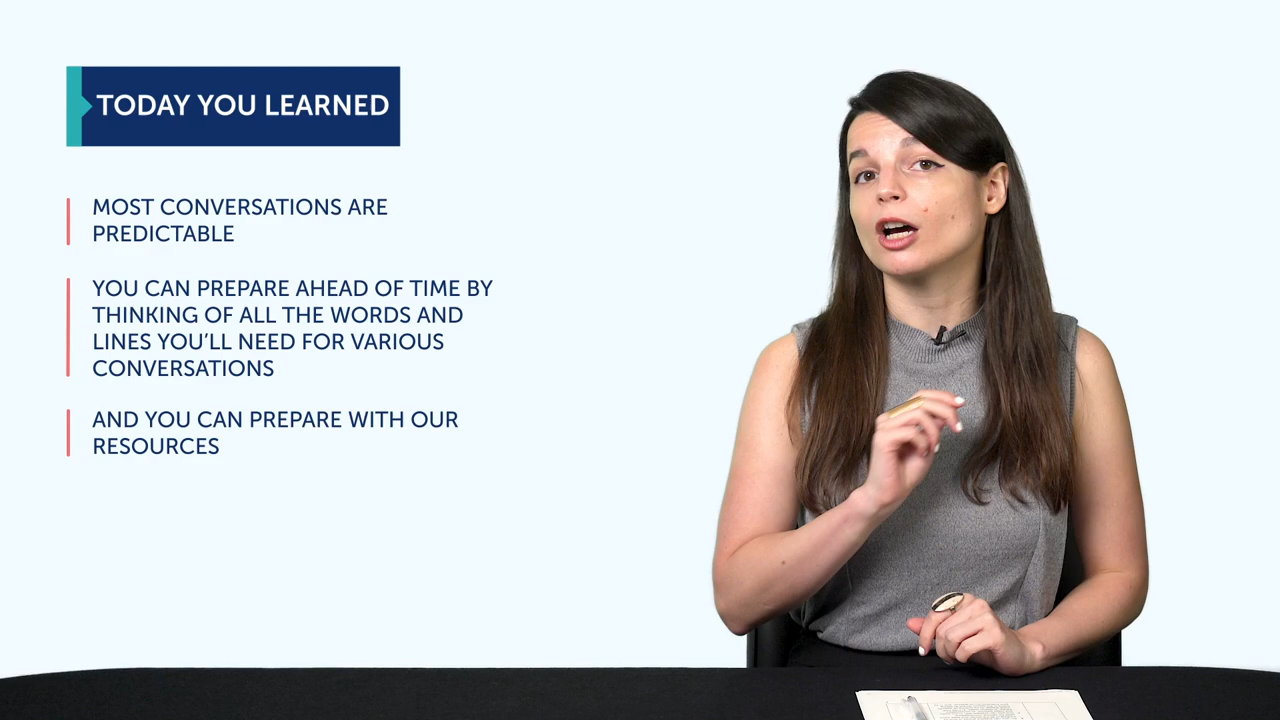 TODAY YOU LEARNED
MOST CONVERSATIONS ARE
PREDICTABLE
YOU CAN PREPARE AHEAD OF TIME BY
THINKING OF ALL THE WORDS AND
LINES YOU'LL NEED FOR VARIOUS
CONVERSATIONS
AND YOU CAN PREPARE WITH OUR
RESOURCES